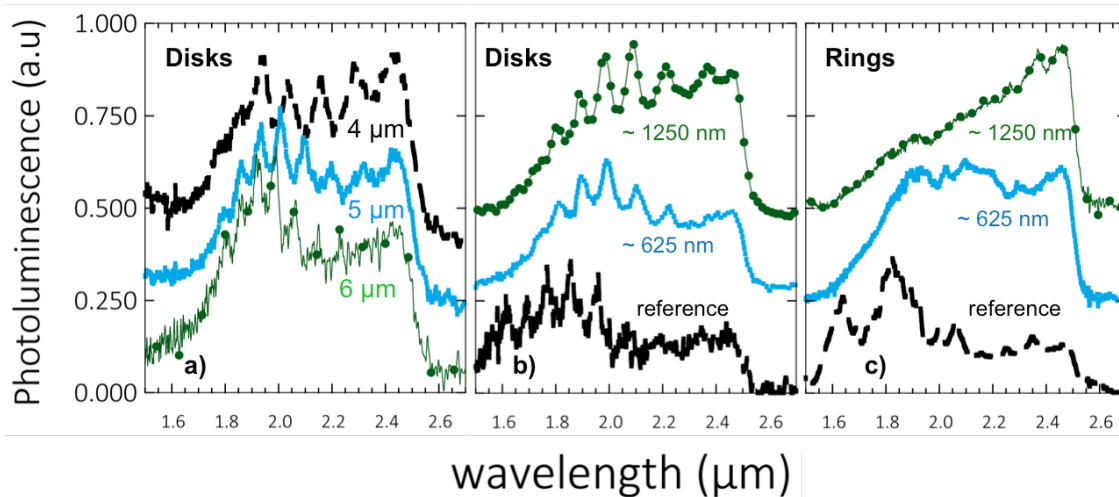 Photoluminescence (a.u)
1.000
0.750
0.500
0.250
0.000
Disks
4 µm
5 µm
6 µm
a)
1.6 1.8 2.0 2.2 2.4 2.6
Disks
~ 1250 nm
~ 625 nm
reference
b)
1.6 1.8 2.0 2.2 2.4 2.6
Rings
~ 1250 nm
~ 625 nm
reference
c)
1.6 1.8 2.0 2.2 2.4 2.6
wavelength (µm)